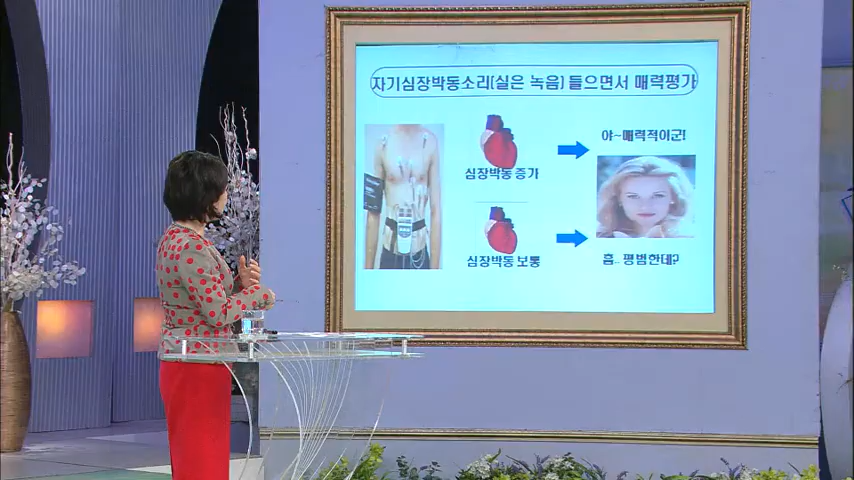 자기심장박동소리(실은 녹음) 들으면서 매력평가
야~매력적이군!
심장박동 증가
심장박동 보통
흠.. 평범한데?